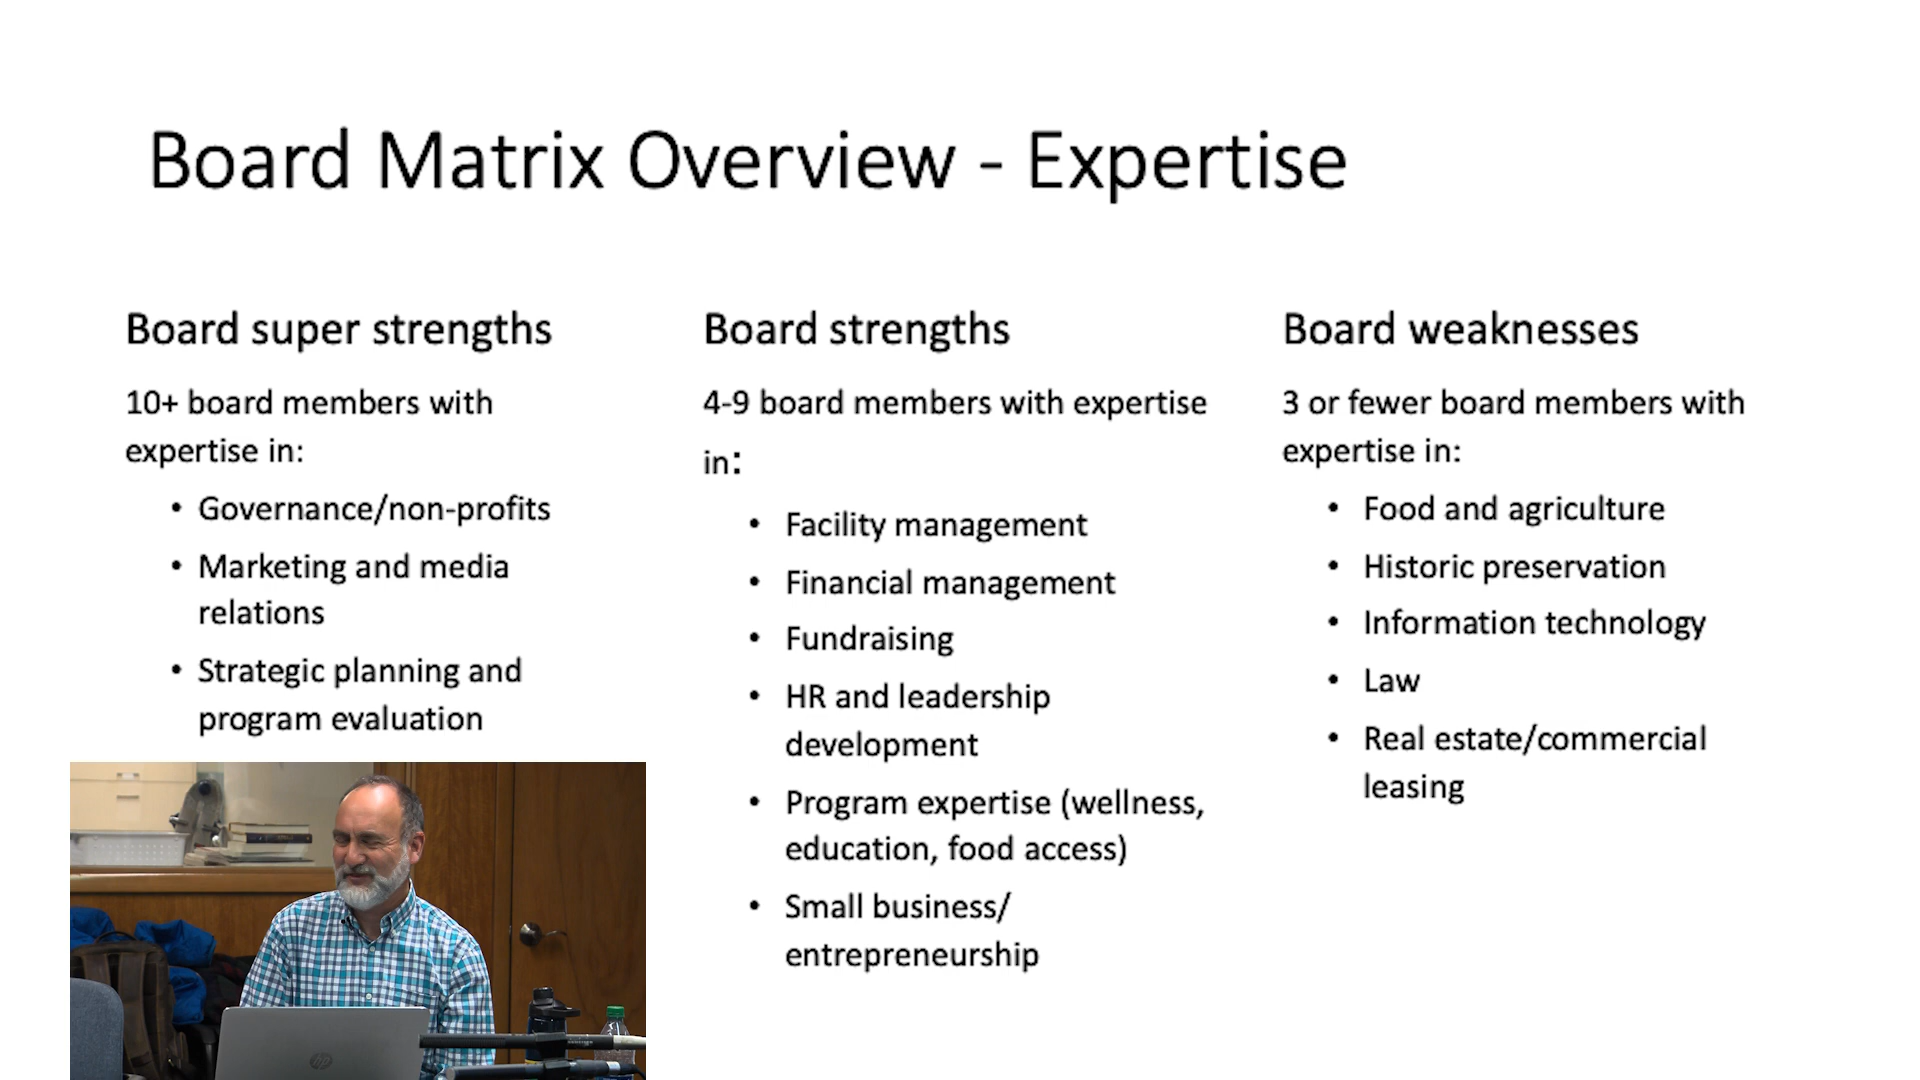 Board Matrix Overview - Expertise
Board super strengths
10+ board members with
expertise in:
• Governance/non-profits
• Marketing and media
relations
• Strategic planning and
program evaluation
Board strengths
4-9 board members with expertise
in:
• Facility management
• Financial management
• Fundraising
• HR and leadership
development
• Program expertise (wellness,
education, food access)
• Small business/
entrepreneurship
Board weaknesses
3 or fewer board members with
expertise in:
• Food and agriculture
• Historic preservation
• Information technology
• Law
• Real estate/commercial
leasing
hp